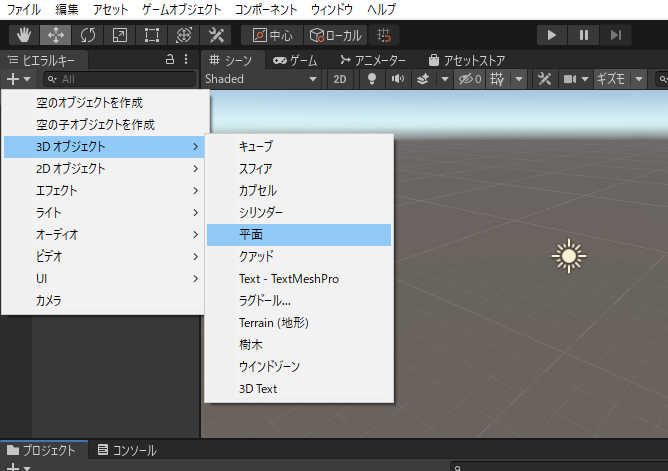 ファイル 編集 アセット ゲームオブジェクト コンポーネント ウィンドウ ヘルプ
中心 ローカル
ヒエラルキー シーン ゲーム アニメーター アセットストア
All Shaded 2D 0 ギズモ
空のオブジェクトを作成
空の子オブジェクトを作成
3D オブジェクト
2D オブジェクト
エフェクト
ライト
オーディオ
ビデオ
UI
カメラ
キューブ
スフィア
カプセル
シリンダー
平面
クアッド
Text - TextMeshPro
ラグドール...
Terrain (地形)
樹木
ウインドゾーン
3D Text
プロジェクト コンソール